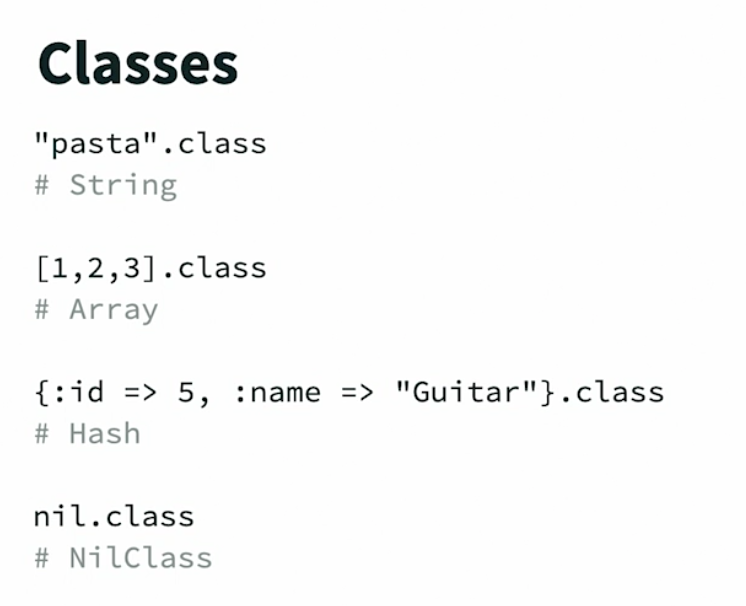 Classes
"pasta".class
# String
[1,2,3].class
# Array
{:id => 5, :name => "Guitar"}.class
# Hash
nil.class
# NilClass